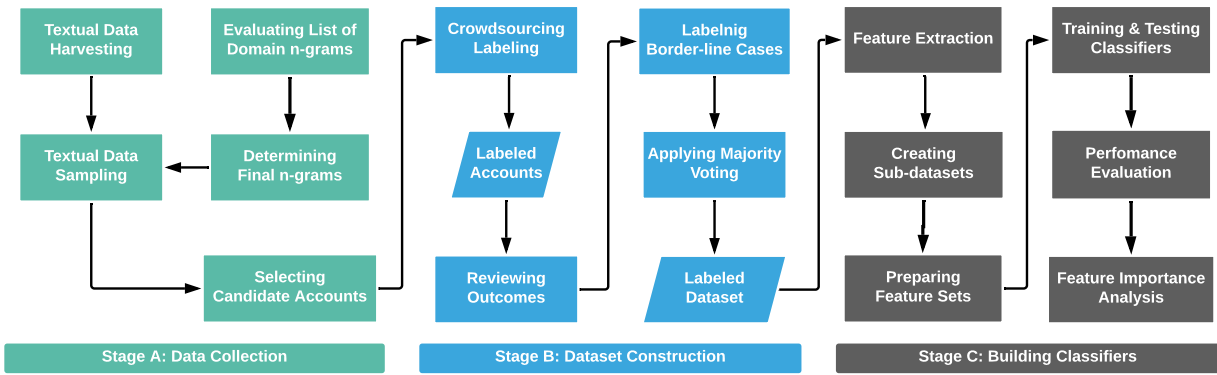 Textual Data
Harvesting
Evaluating List of
Domain n-grams
Textual Data
Sampling
Determining
Final n-grams
Selecting
Candidate Accounts
Stage A: Data Collection
Crowdsourcing
Labeling
Labeled
Accounts
Reviewing
Outcomes
Labelnig
Border-line Cases
Applying Majority
Voting
Labeled
Dataset
Stage B: Dataset Construction
Feature Extraction
Creating
Sub-datasets
Preparing
Feature Sets
Training & Testing
Classifiers
Perfomance
Evaluation
Feature Importance
Analysis
Stage C: Building Classifiers